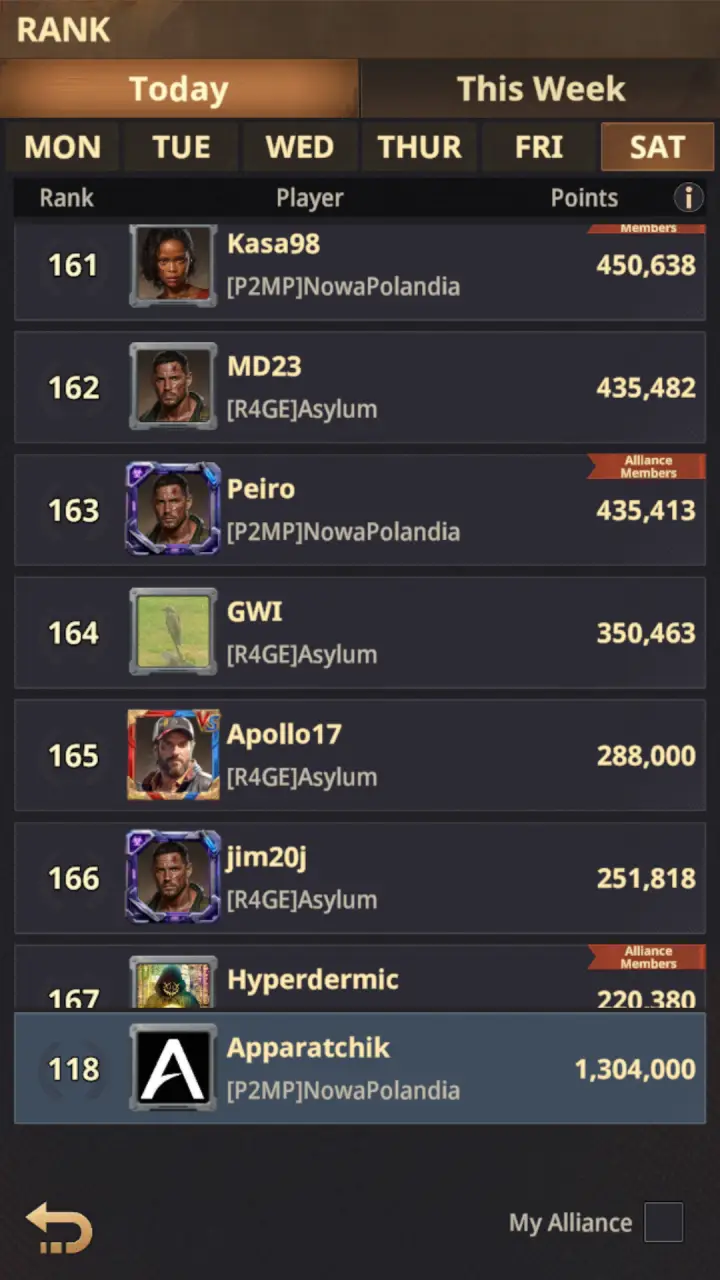 RANK
Today
This Week
MON TUE WED THUR FRI SAT
Rank Player Points i
Members
161 Kasa98 450,638
[P2MP]NowaPolandia
162 MD23 435,482
[R4GE]Asylum
Alliance
Members
163 Peiro 435,413
[P2MP]NowaPolandia
164 GWI 350,463
[R4GE]Asylum
VS
165 Apollo17 288,000
[R4GE]Asylum
166 jim20j 251,818
[R4GE]Asylum
Alliance
Members
167 Hyperdermic 220,380
118 Apparatchik 1,304,000
[P2MP]NowaPolandia
My Alliance